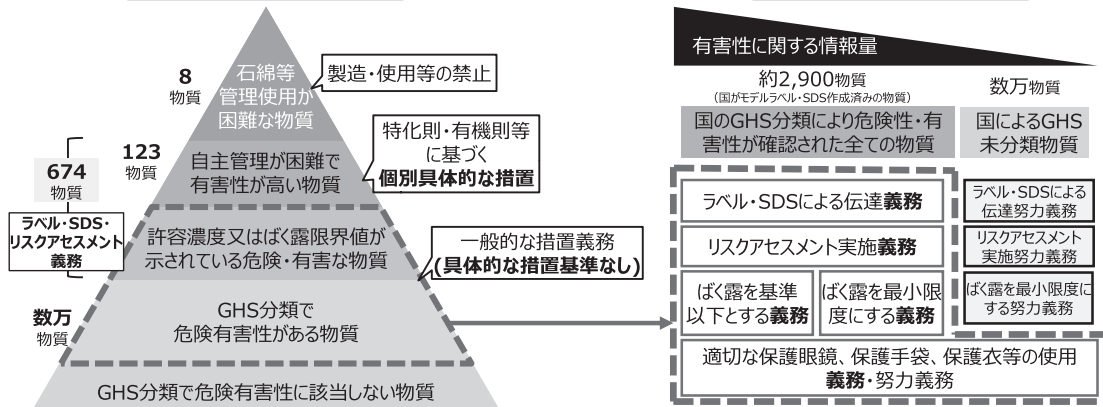 8
物質
石綿等
管理使用が
困難な物質
製造・使用等の禁止
674
物質
ラベル・SDS・
リスクアセスメント
義務
123
物質
自主管理が困難で
有害性が高い物質
特化則・有機則等
に基づく
個別具体的な措置
許容濃度又はばく露限界値が
示されている危険・有害な物質
一般的な措置義務
(具体的な措置基準なし)
数万
物質
GHS分類で
危険有害性がある物質
GHS分類で危険有害性に該当しない物質
有害性に関する情報量
約2,900物質
(国がモデルラベル・SDS作成済みの物質)
数万物質
国のGHS分類により危険性・有
害性が確認された全ての物質
国によるGHS
未分類物質
ラベル・SDSによる伝達義務
ラベル・SDSによる
伝達努力義務
リスクアセスメント実施義務
リスクアセスメント
実施努力義務
ばく露を基準
以下とする義務
ばく露を最小限
度にする義務
ばく露を最小限度に
する努力義務
適切な保護眼鏡、保護手袋、保護衣等の使用
義務・努力義務